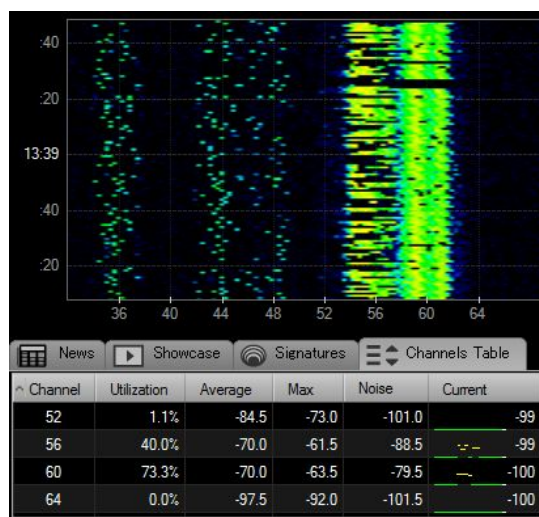 :40
:20
13:39
:40
:20
36 40 44 48 52 56 60 64
News Showcase Signatures Channels Table
^ Channel Utilization Average Max Noise Current
52 1.1% -84.5 -73.0 -101.0 -99
56 40.0% -70.0 -61.5 -88.5 -99
60 73.3% -70.0 -63.5 -79.5 -100
64 0.0% -97.5 -92.0 -101.5 -100